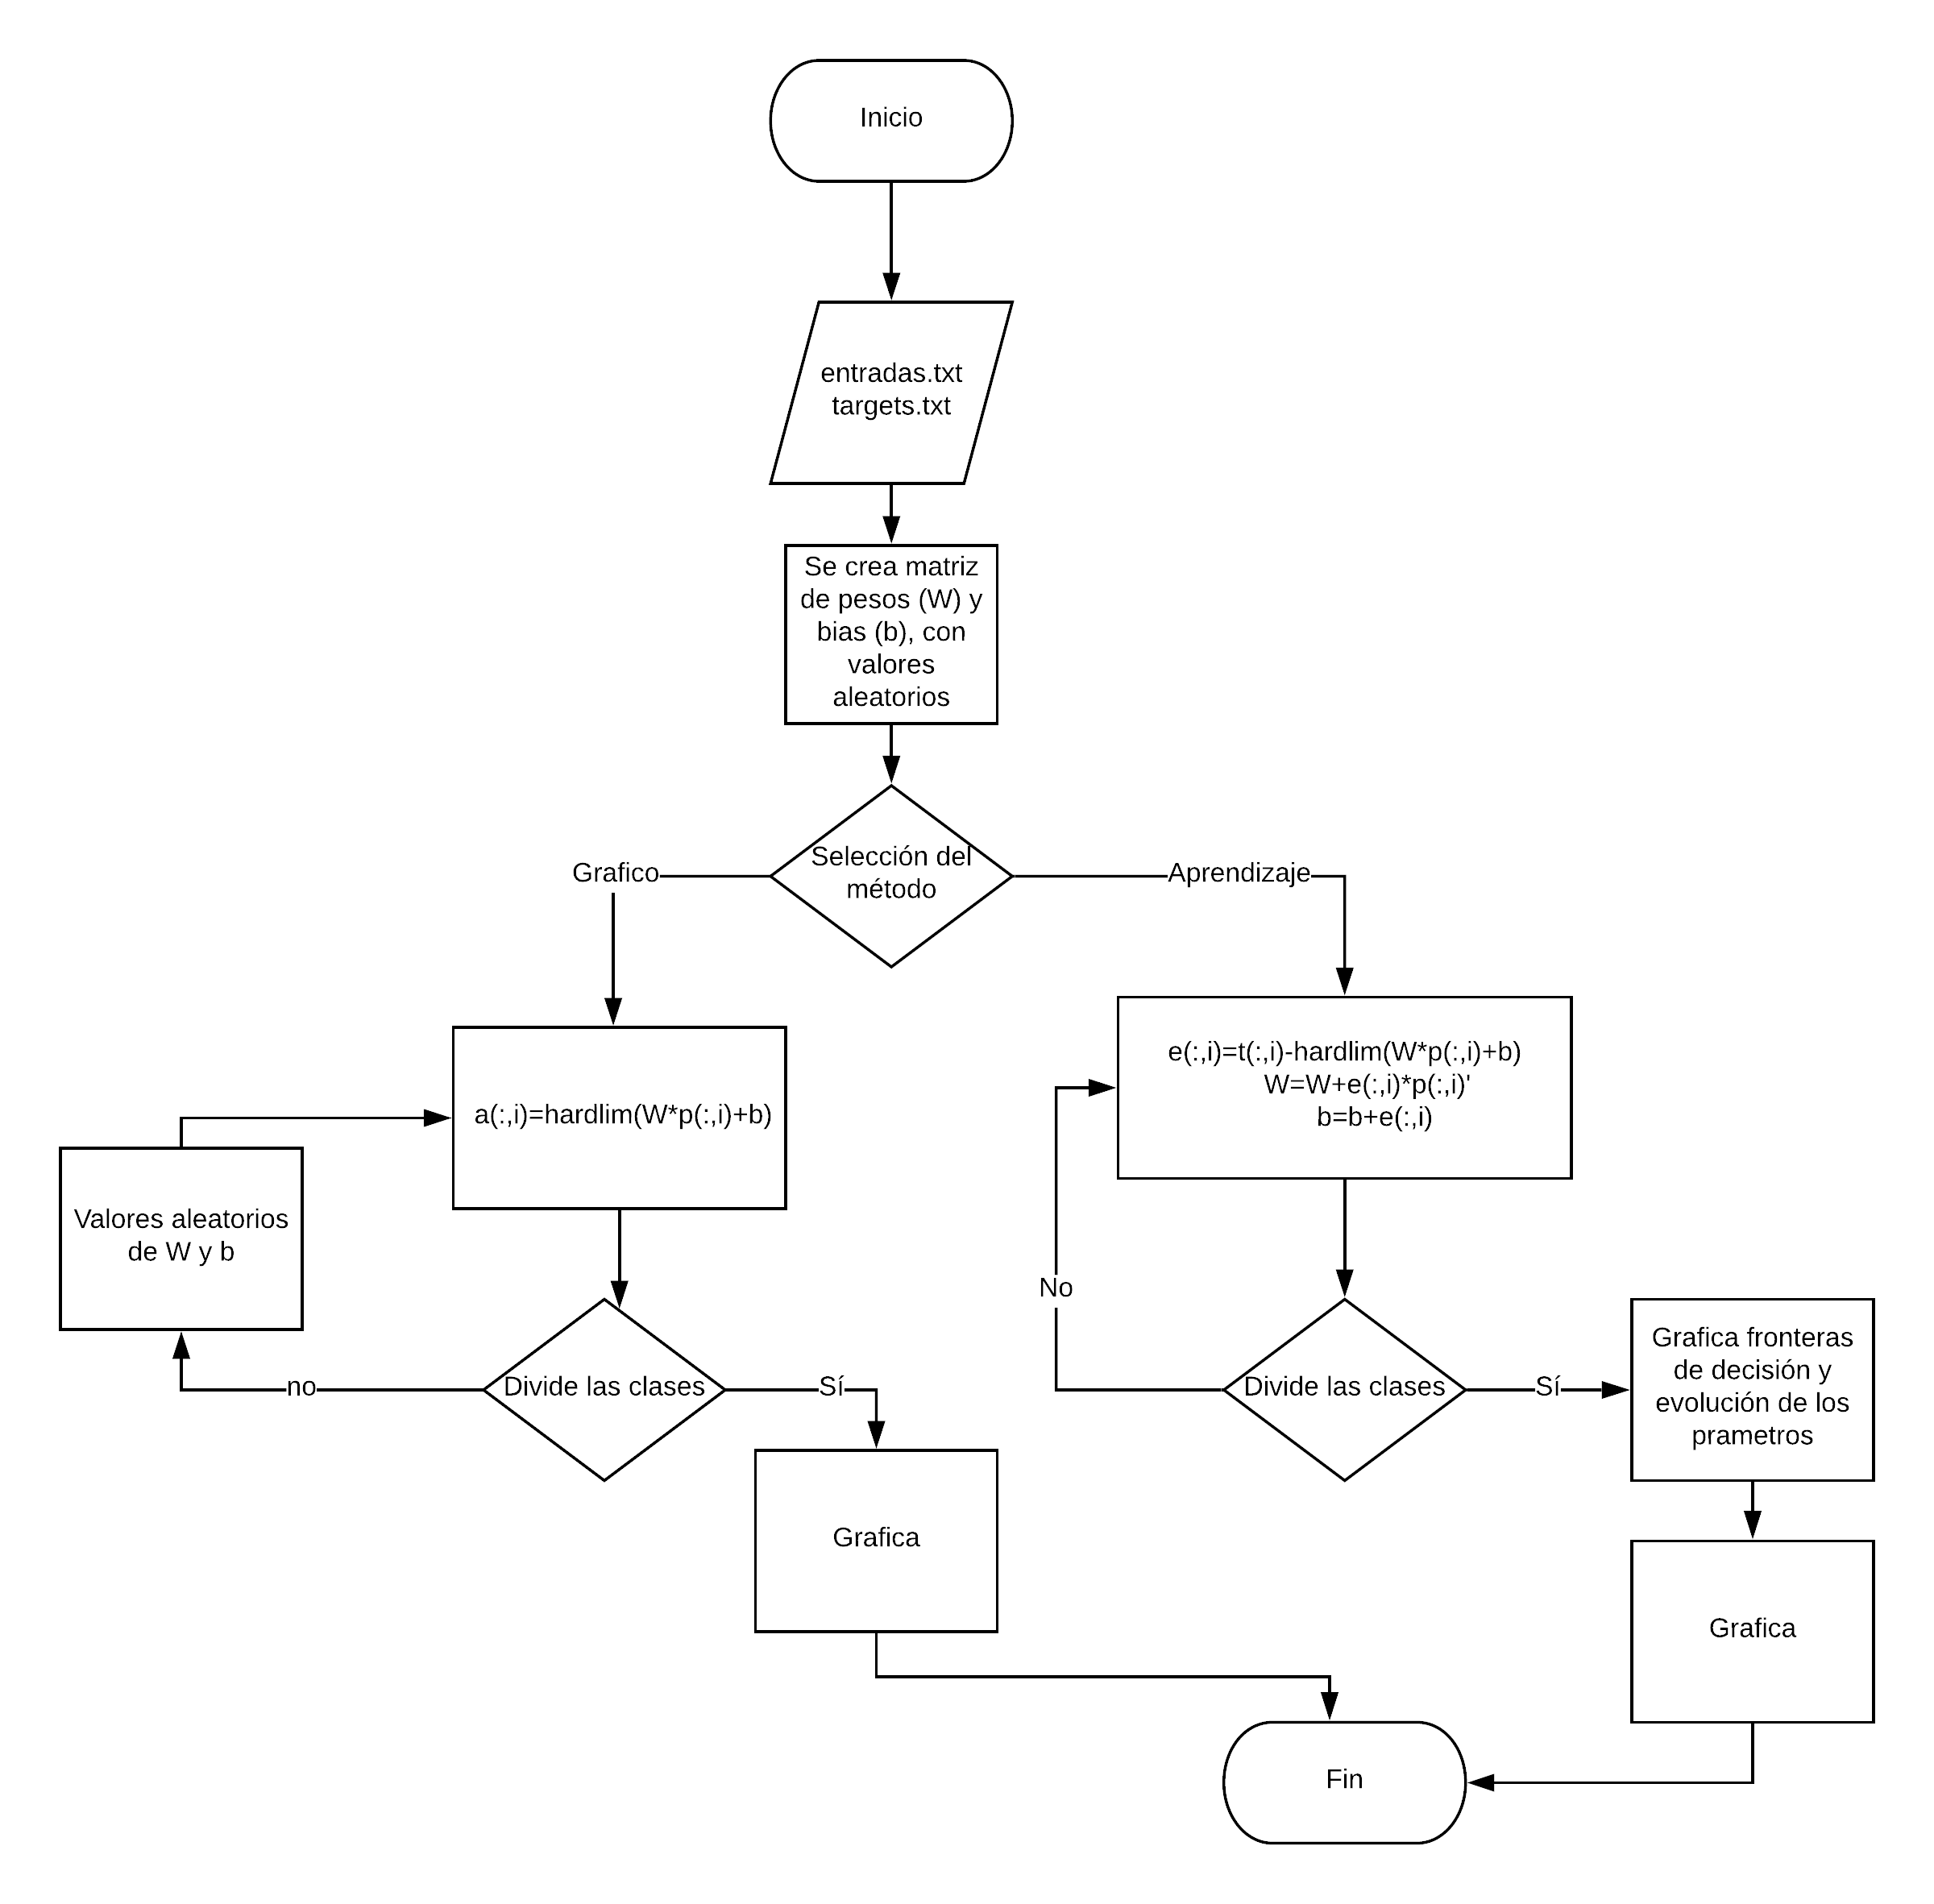 Inicio
entradas.txt
targets.txt
Se crea matriz
de pesos (W) y
bias (b), con
valores
aleatorios
Selección del
método
Grafico
Aprendizaje
a(:,i)=hardlim(W*p(:,i)+b)
Valores aleatorios
de W y b
Divide las clases
no
Sí
Grafica
e(:,i)=t(:,i)-hardlim(W*p(:,i)+b)
W=W+e(:,i)*p(:,i)'
b=b+e(:,i)
No
Divide las clases
Sí
Grafica fronteras
de decisión y
evolución de los
prametros
Grafica
Fin